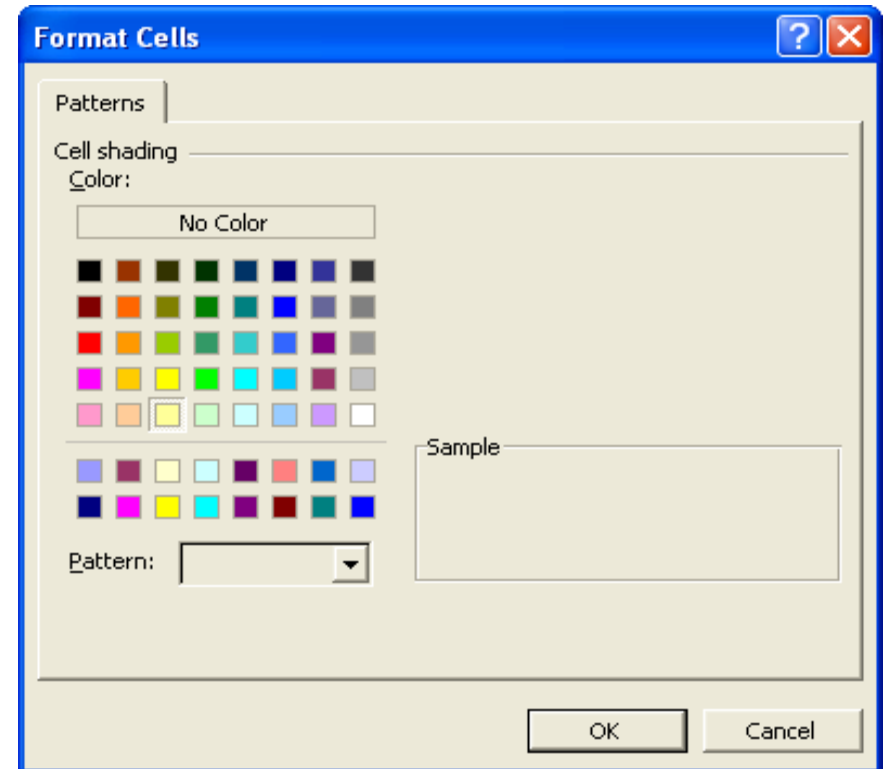 Format Cells
Patterns
Cell shading
Color:
No Color
Sample
Pattern:
OK
Cancel